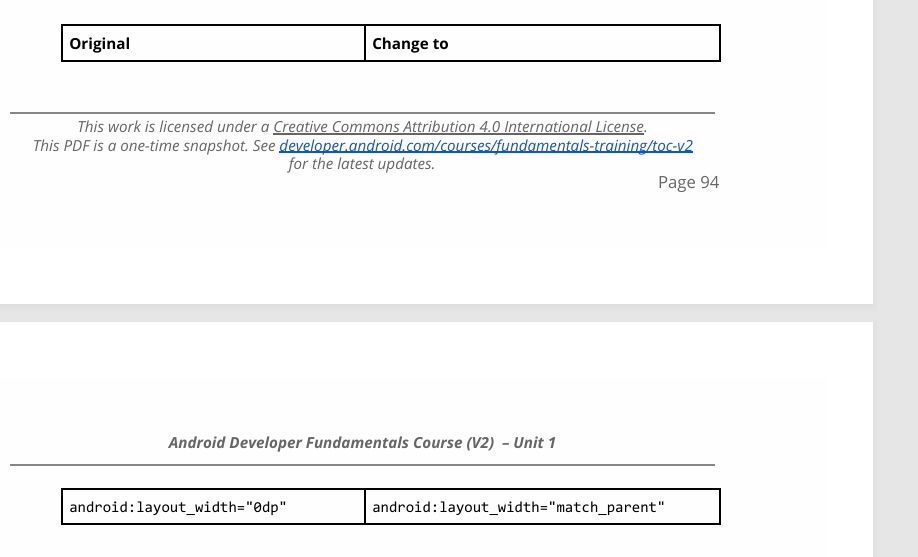 Original Change to
This work is licensed under a Creative Commons Attribution 4.0 International License.
This PDF is a one-time snapshot. See developer.android.com/courses/fundamentals-training/toc-v2
for the latest updates.
Page 94
Android Developer Fundamentals Course (V2) – Unit 1
android:layout_width="0dp" android:layout_width="match_parent"